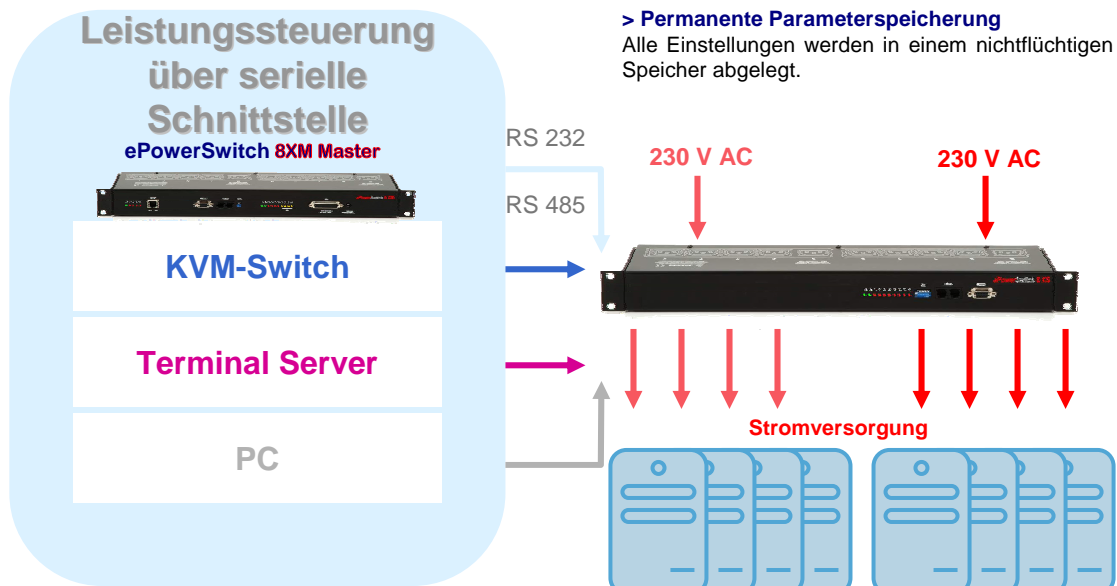 Leistungssteuerung
über serielle
Schnittstelle
ePowerSwitch 8XM Master
KVM-Switch
Terminal Server
PC
RS 232
RS 485
> Permanente Parameterspeicherung
Alle Einstellungen werden in einem nichtflüchtigen
Speicher abgelegt.
230 V AC
230 V AC
Stromversorgung